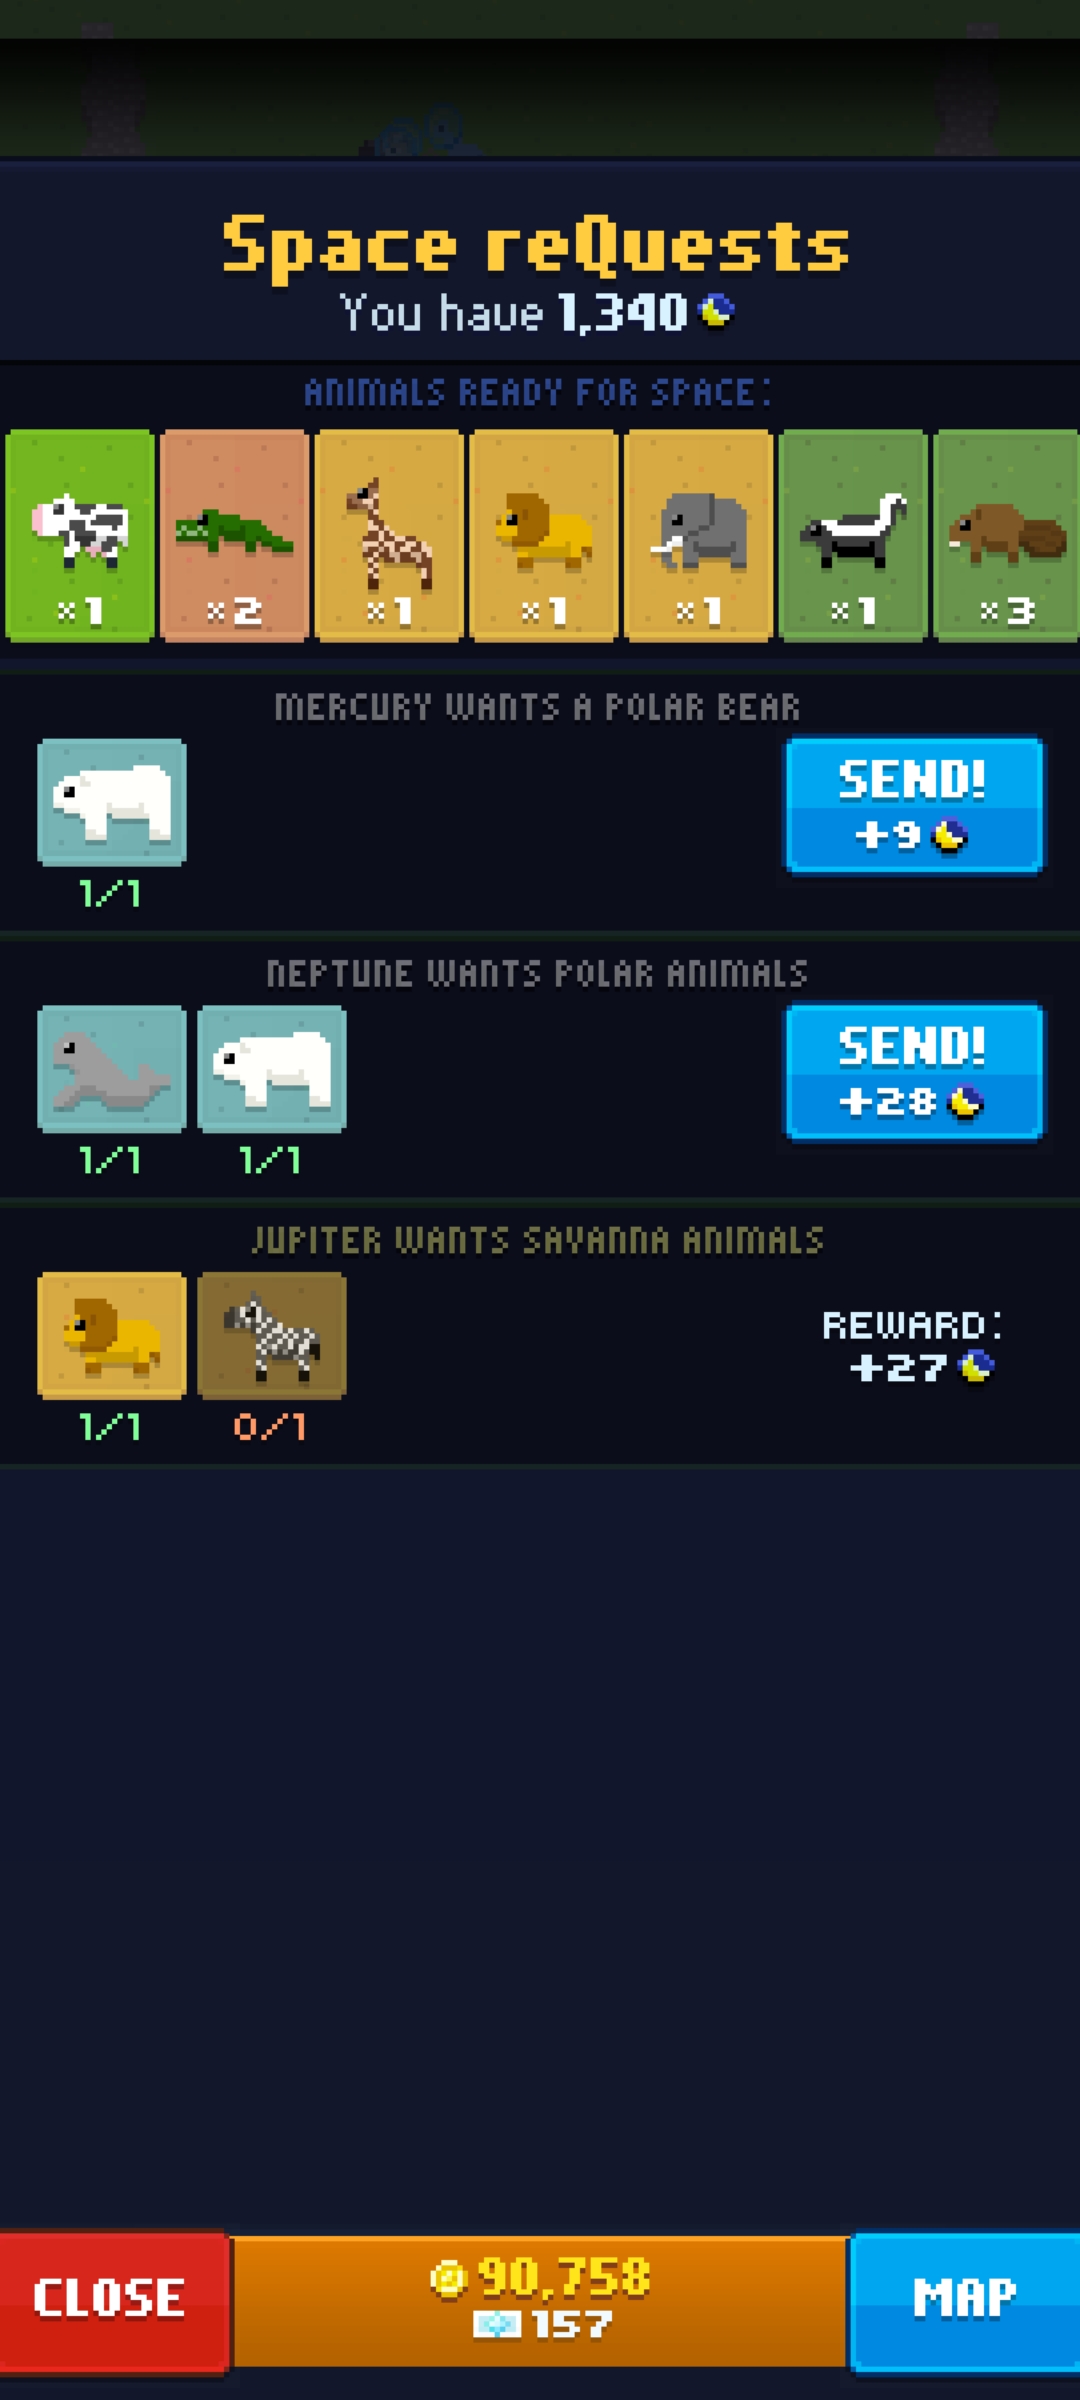 Space reQuests
You have 1,340
ANIMALS READY FOR SPACE:
×1 ×2 ×1 ×1 ×1 ×1 ×3
MERCURY WANTS A POLAR BEAR
SEND!
+9
1/1
NEPTUNE WANTS POLAR ANIMALS
SEND!
+28
1/1 1/1
JUPITER WANTS SAVANNA ANIMALS
REWARD:
+27
1/1 0/1
CLOSE
90,758
157
MAP